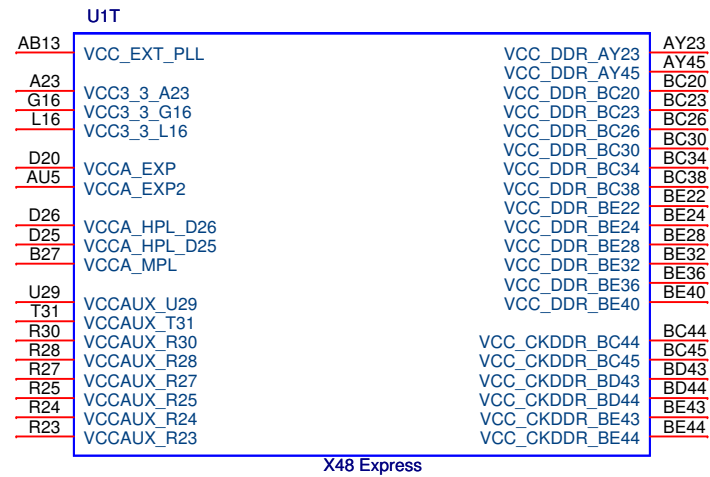 U1T
AB13 VCC_EXT_PLL VCC_DDR_AY23 AY23
VCC_DDR_AY45 AY45
A23 VCC3_3_A23 VCC_DDR_BC20 BC20
G16 VCC3_3_G16 VCC_DDR_BC23 BC23
L16 VCC3_3_L16 VCC_DDR_BC26 BC26
VCC_DDR_BC30 BC30
D20 VCCA_EXP VCC_DDR_BC34 BC34
AU5 VCCA_EXP2 VCC_DDR_BC38 BC38
VCC_DDR_BE22 BE22
D26 VCCA_HPL_D26 VCC_DDR_BE24 BE24
D25 VCCA_HPL_D25 VCC_DDR_BE28 BE28
B27 VCCA_MPL VCC_DDR_BE32 BE32
VCC_DDR_BE36 BE36
U29 VCCAUX_U29 VCC_DDR_BE40 BE40
T31 VCCAUX_T31
R30 VCCAUX_R30 VCC_CKDDR_BC44 BC44
R28 VCCAUX_R28 VCC_CKDDR_BC45 BC45
R27 VCCAUX_R27 VCC_CKDDR_BD43 BD43
R25 VCCAUX_R25 VCC_CKDDR_BD44 BD44
R24 VCCAUX_R24 VCC_CKDDR_BE43 BE43
R23 VCCAUX_R23 VCC_CKDDR_BE44 BE44
X48 Express